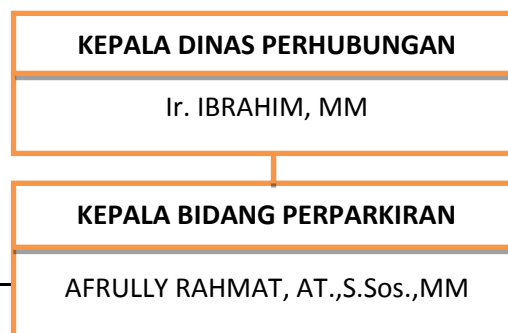 KEPALA DINAS PERHUBUNGAN
Ir. IBRAHIM, MM
KEPALA BIDANG PERPARKIRAN
AFRULLY RAHMAT, AT.,S.Sos.,MM